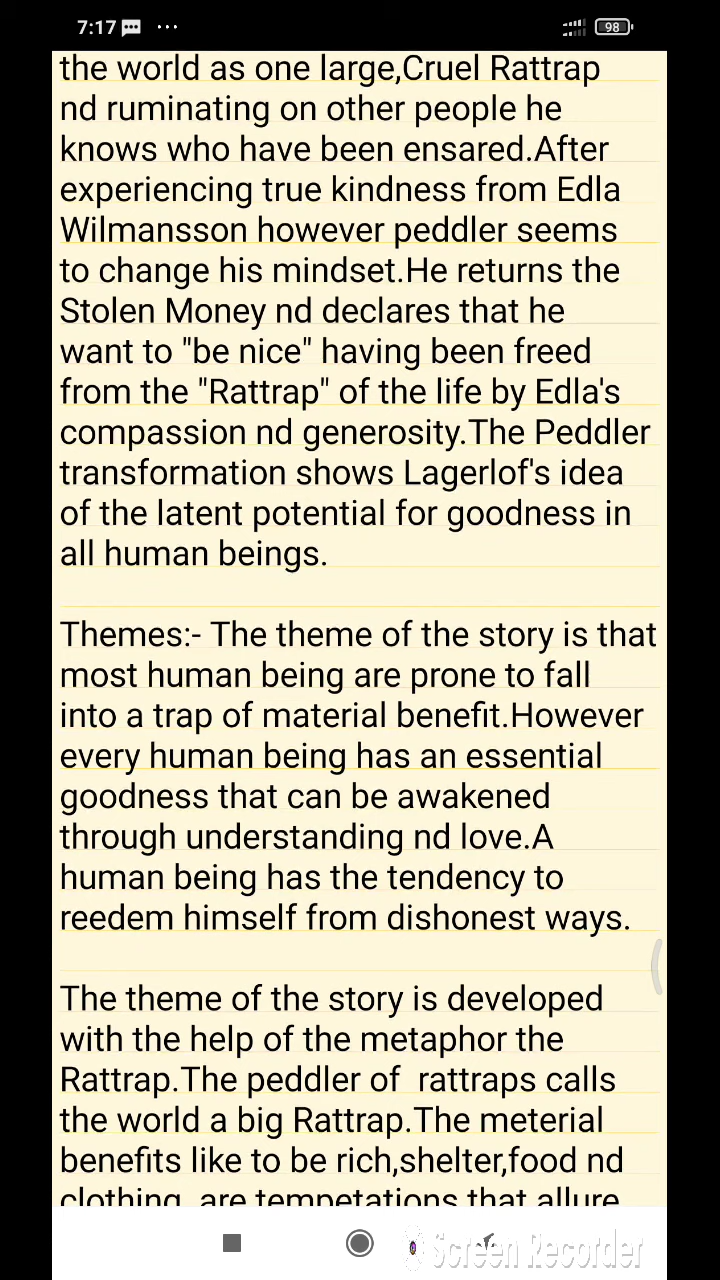 7:17
98
the world as one large,Cruel Rattrap
nd ruminating on other people he
knows who have been ensared.After
experiencing true kindness from Edla
Wilmansson however peddler seems
to change his mindset.He returns the
Stolen Money nd declares that he
want to "be nice" having been freed
from the "Rattrap" of the life by Edla's
compassion nd generosity.The Peddler
transformation shows Lagerlof's idea
of the latent potential for goodness in
all human beings.
Themes:- The theme of the story is that
most human being are prone to fall
into a trap of material benefit.However
every human being has an essential
goodness that can be awakened
through understanding nd love.A
human being has the tendency to
reedem himself from dishonest ways.
The theme of the story is developed
with the help of the metaphor the
Rattrap.The peddler of  rattraps calls
the world a big Rattrap.The meterial
benefits like to be rich,shelter,food nd
clothing  are tempetations that allure
Screen Recorder